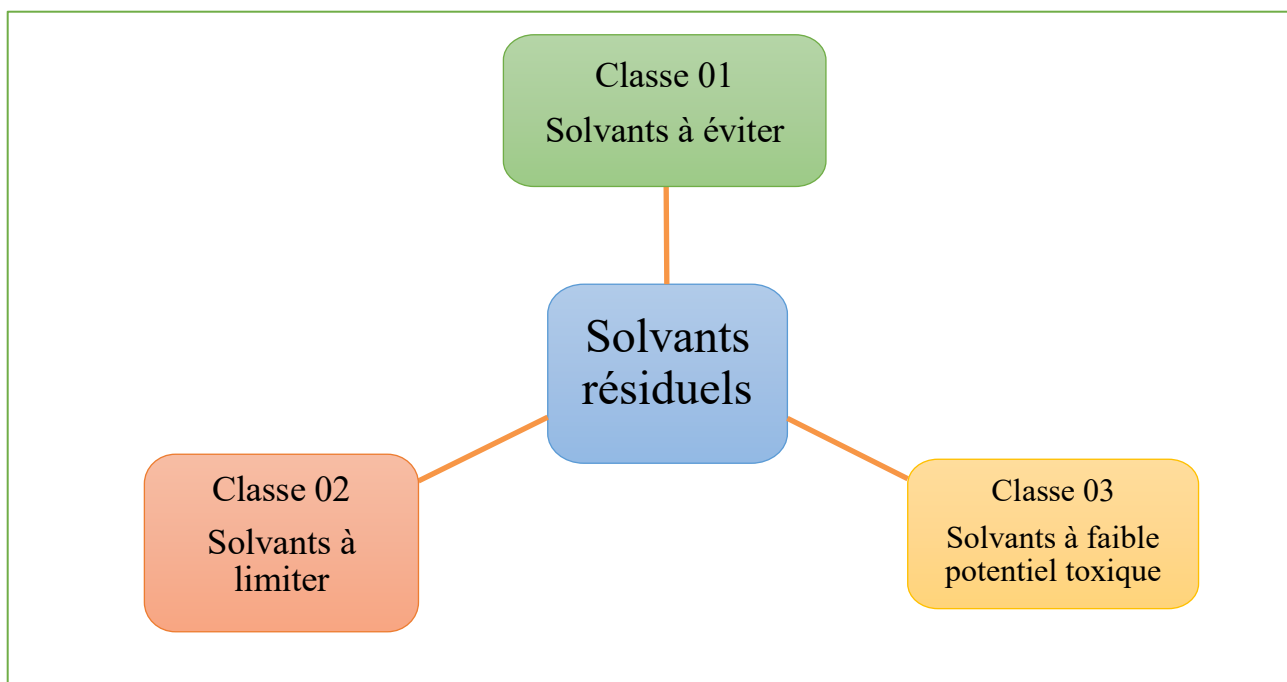 Classe 01
Solvants à éviter
Solvants
résiduels
Classe 02
Solvants à
limiter
Classe 03
Solvants à faible
potentiel toxique